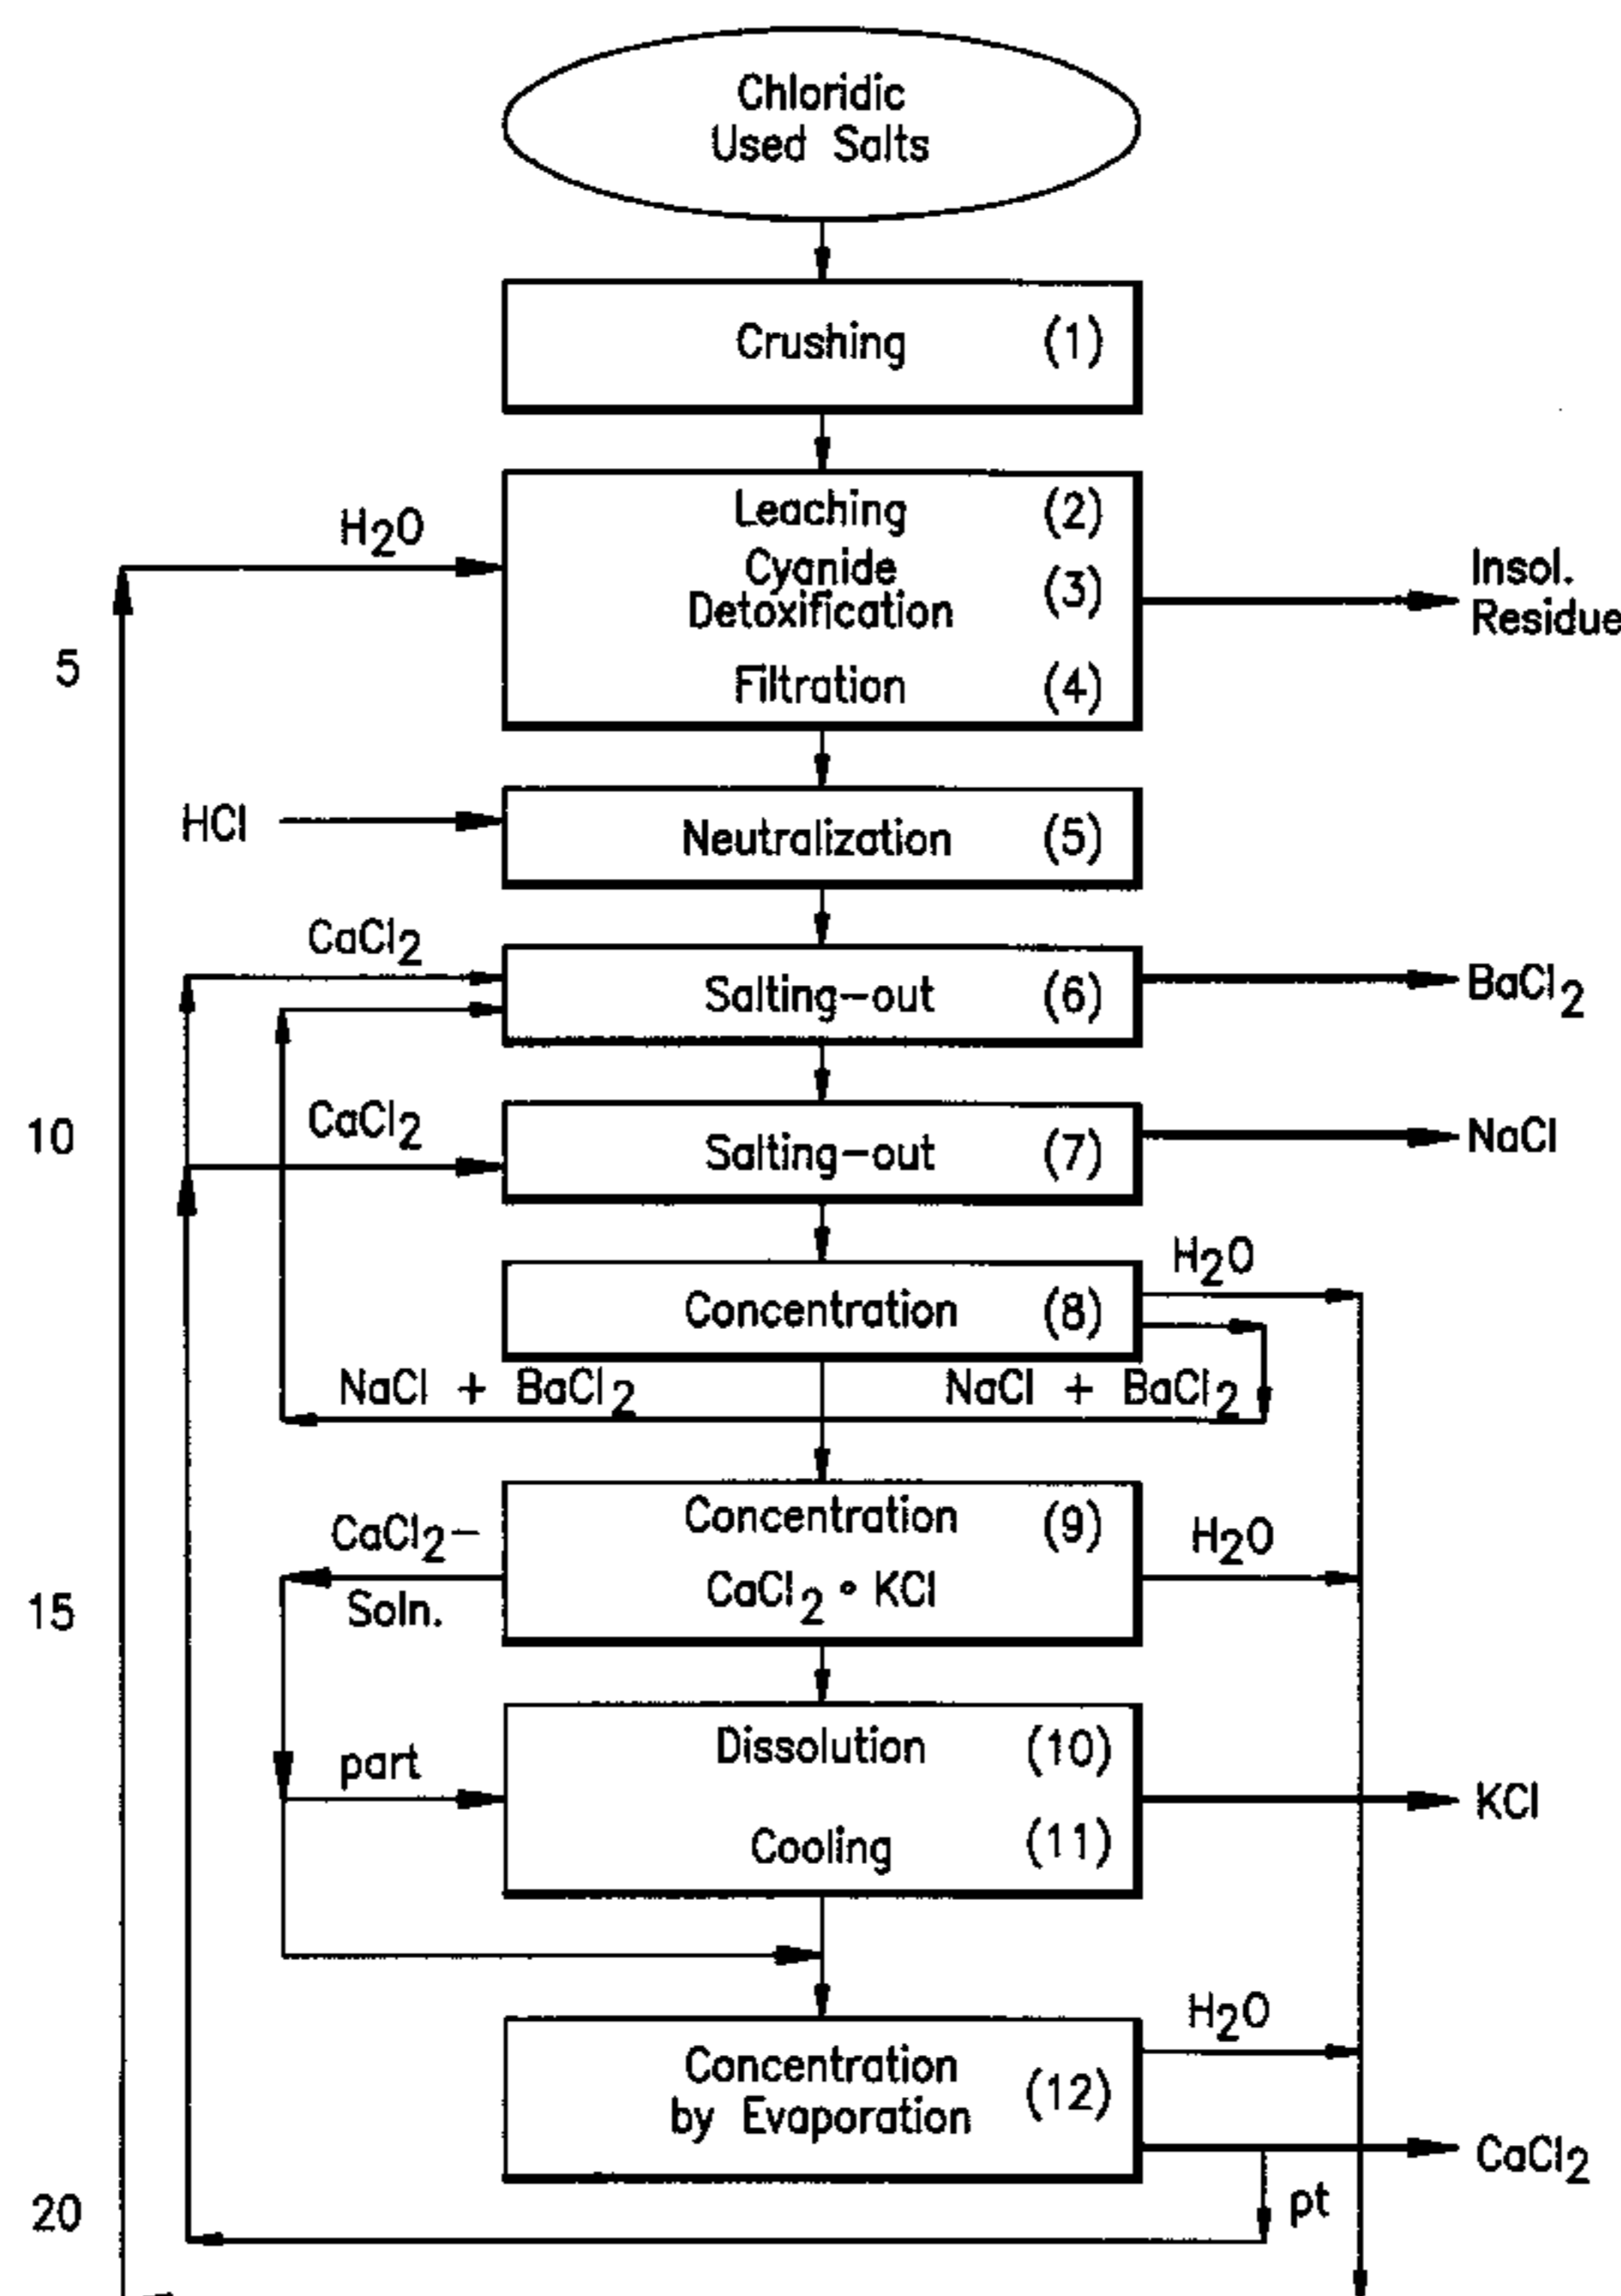 Chloridic
Used Salts
Crushing (1)
Leaching (2)
H2O
Cyanide
Detoxification (3)
Insol.
Residue
5
Filtration (4)
HCl
Neutralization (5)
CaCl2
Salting-out (6)
BaCl2
CaCl2
10
Salting-out (7)
NaCl
H2O
Concentration (8)
NaCl + BaCl2
NaCl + BaCl2
Concentration (9)
CaCl2-
Soln.
H2O
CaCl2 ∘ KCl
15
Dissolution (10)
part
KCl
Cooling (11)
H2O
Concentration
by Evaporation (12)
CaCl2
pt
20